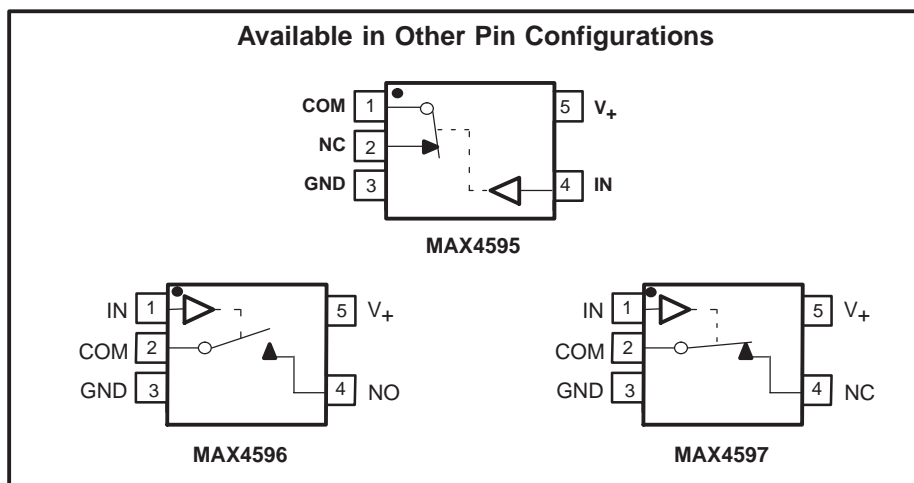 Available in Other Pin Configurations
COM 1 5 V+
NC 2
GND 3 4 IN
MAX4595
IN 1 5 V+
COM 2
GND 3 4 NO
MAX4596
IN 1 5 V+
COM 2
GND 3 4 NC
MAX4597